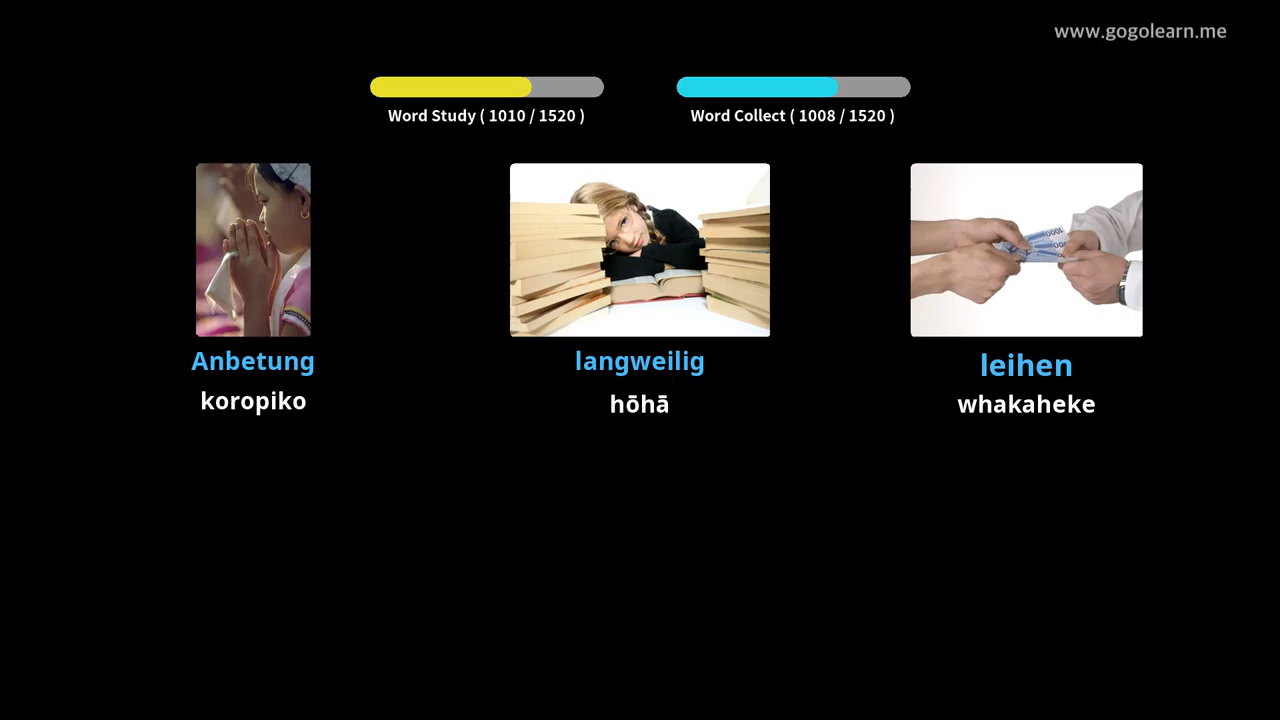 www.gogolearn.me
Word Study ( 1010 / 1520 )
Word Collect ( 1008 / 1520 )
Anbetung
koropiko
langweilig
hōhā
leihen
whakaheke